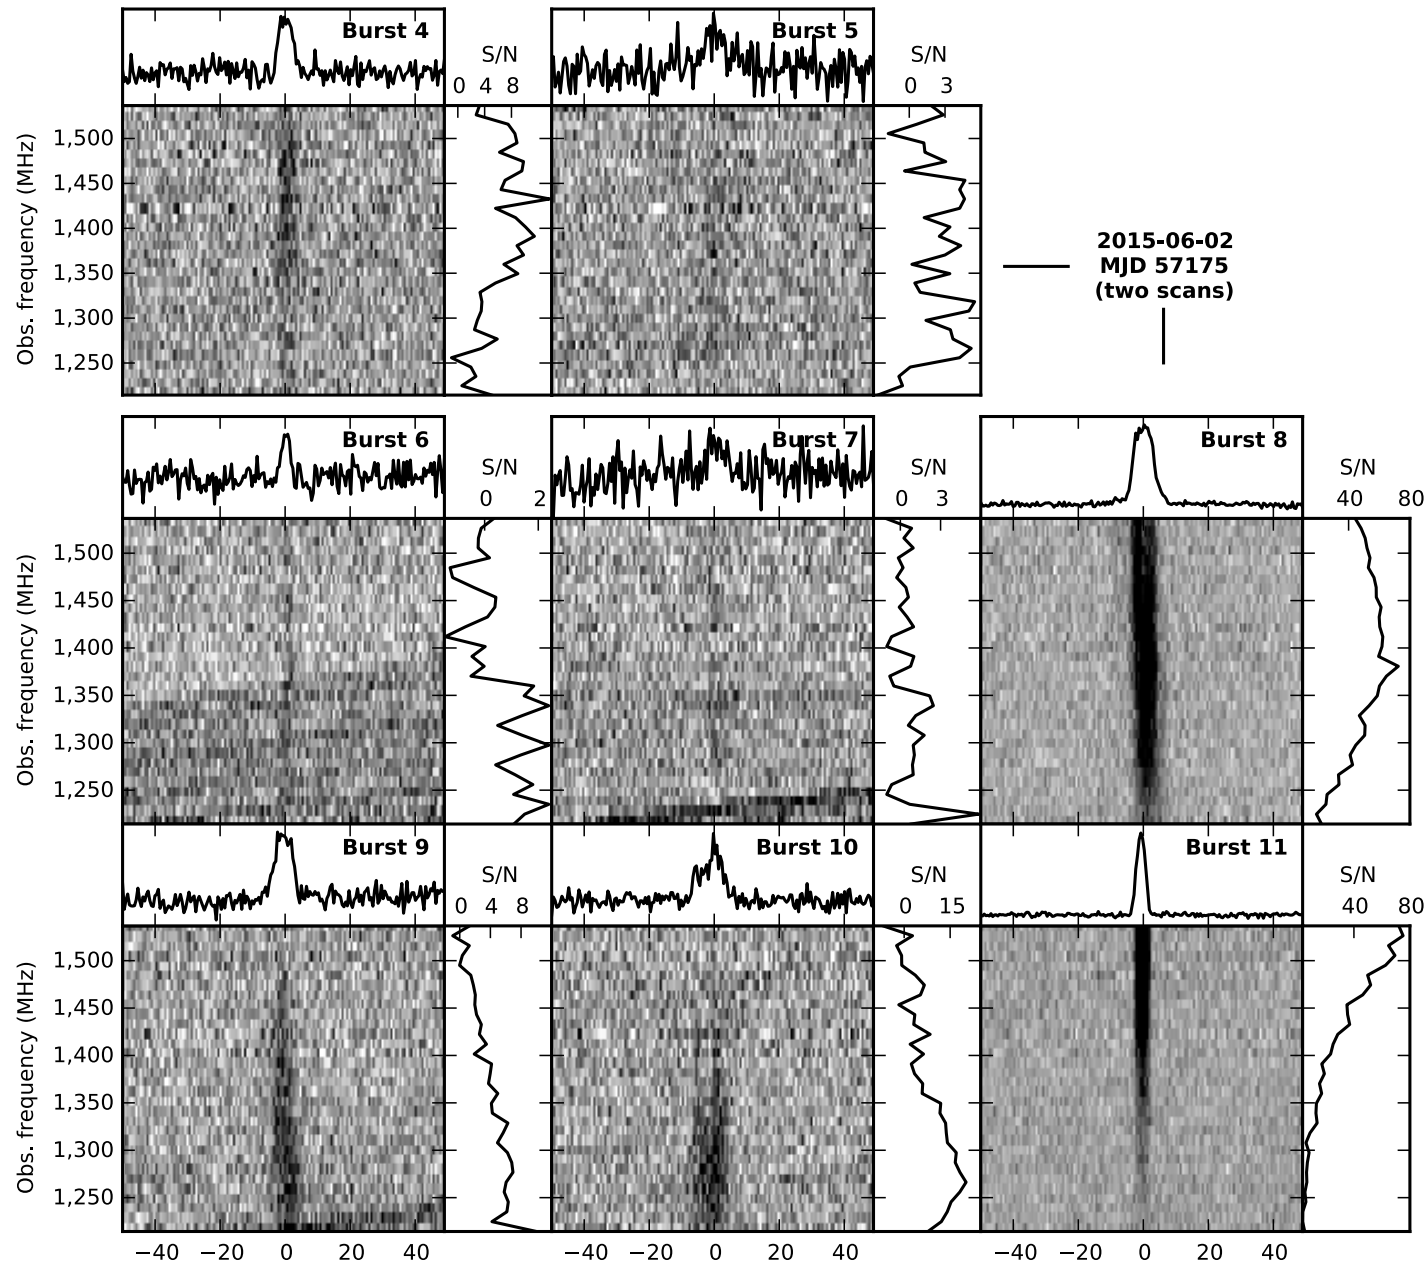 Burst 4
Burst 5
S/N
0 4 8
S/N
0 3
Obs. frequency (MHz)
1,500
1,450
1,400
1,350
1,300
1,250
2015-06-02
MJD 57175
(two scans)
Burst 6
Burst 7
Burst 8
S/N
0 2
S/N
0 3
S/N
40 80
Obs. frequency (MHz)
1,500
1,450
1,400
1,350
1,300
1,250
Burst 9
Burst 10
Burst 11
S/N
0 4 8
S/N
0 15
S/N
40 80
Obs. frequency (MHz)
1,500
1,450
1,400
1,350
1,300
1,250
−40 −20 0 20 40
−40 −20 0 20 40
−40 −20 0 20 40